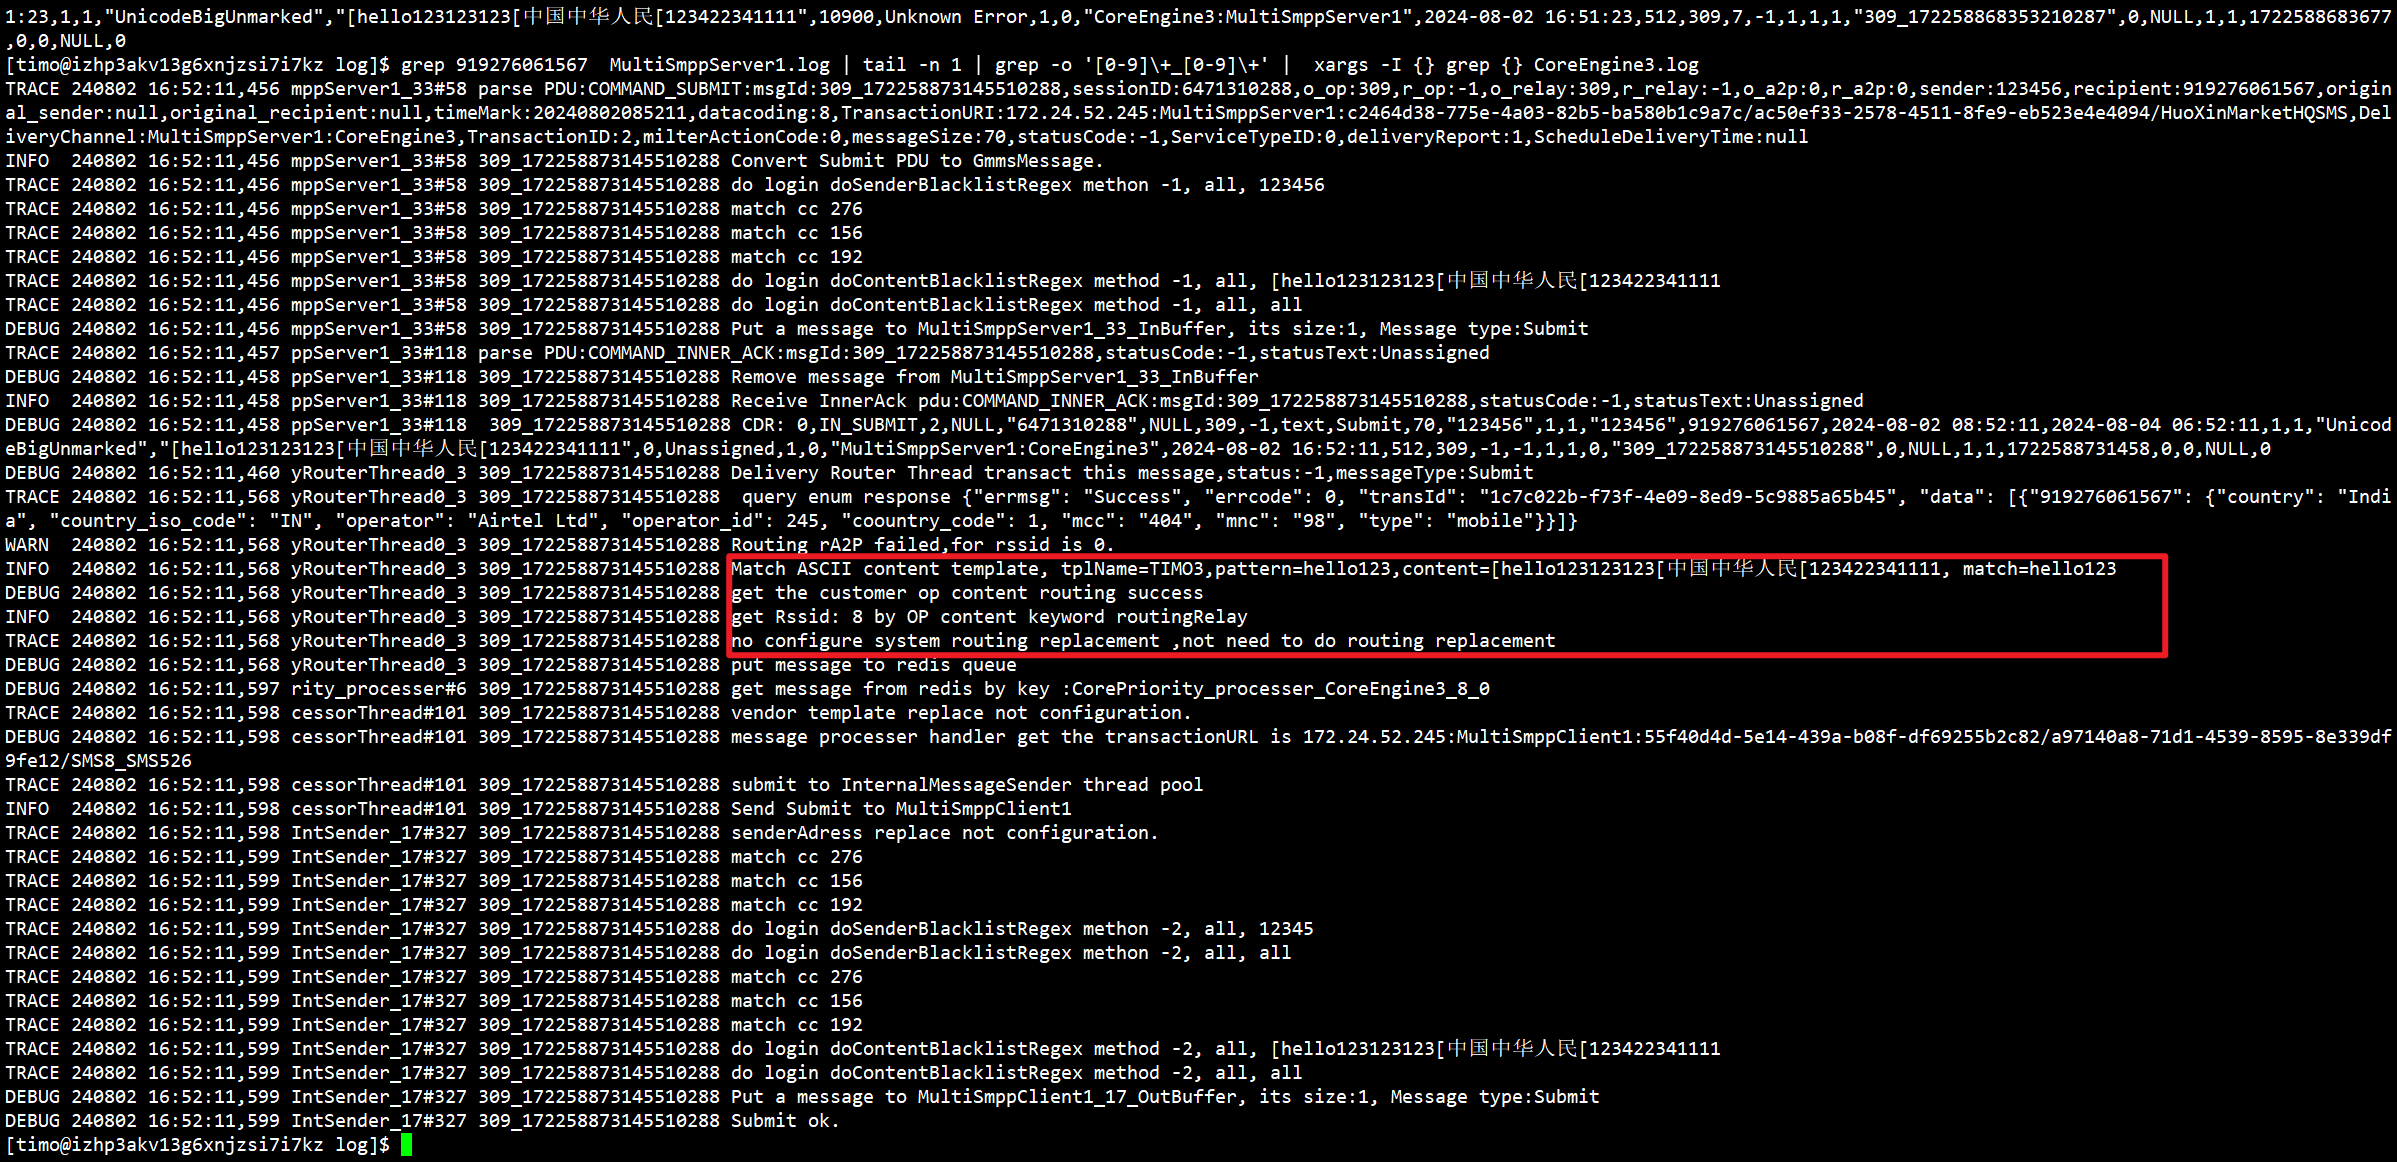 1:23,1,1,"UnicodeBigUnmarked","[hello123123123[中国中华人民[123422341111",10900,Unknown Error,1,0,"CoreEngine3:MultiSmppServer1",2024-08-02 16:51:23,512,309,7,-1,1,1,1,"309_172258868353210287",0,NULL,1,1,1722588683677
,0,0,NULL,0
[timo@izhp3akv13g6xnjzsi7i7kz log]$ grep 919276061567  MultiSmppServer1.log | tail -n 1 | grep -o '[0-9]\+_[0-9]\+' |  xargs -I {} grep {} CoreEngine3.log
TRACE 240802 16:52:11,456 mppServer1_33#58 parse PDU:COMMAND_SUBMIT:msgId:309_172258873145510288,sessionID:6471310288,o_op:309,r_op:-1,o_relay:309,r_relay:-1,o_a2p:0,r_a2p:0,sender:123456,recipient:919276061567,origin
al_sender:null,original_recipient:null,timeMark:20240802085211,datacoding:8,TransactionURI:172.24.52.245:MultiSmppServer1:c2464d38-775e-4a03-82b5-ba580b1c9a7c/ac50ef33-2578-4511-8fe9-eb523e4e4094/HuoXinMarketHQSMS,Del
iveryChannel:MultiSmppServer1:CoreEngine3,TransactionID:2,milterActionCode:0,messageSize:70,statusCode:-1,ServiceTypeID:0,deliveryReport:1,ScheduleDeliveryTime:null
INFO  240802 16:52:11,456 mppServer1_33#58 309_172258873145510288 Convert Submit PDU to GmmsMessage.
TRACE 240802 16:52:11,456 mppServer1_33#58 309_172258873145510288 do login doSenderBlacklistRegex methon -1, all, 123456
TRACE 240802 16:52:11,456 mppServer1_33#58 309_172258873145510288 match cc 276
TRACE 240802 16:52:11,456 mppServer1_33#58 309_172258873145510288 match cc 156
TRACE 240802 16:52:11,456 mppServer1_33#58 309_172258873145510288 match cc 192
TRACE 240802 16:52:11,456 mppServer1_33#58 309_172258873145510288 do login doContentBlacklistRegex method -1, all, [hello123123123[中国中华人民[123422341111
TRACE 240802 16:52:11,456 mppServer1_33#58 309_172258873145510288 do login doContentBlacklistRegex method -1, all, all
DEBUG 240802 16:52:11,456 mppServer1_33#58 309_172258873145510288 Put a message to MultiSmppServer1_33_InBuffer, its size:1, Message type:Submit
TRACE 240802 16:52:11,457 ppServer1_33#118 parse PDU:COMMAND_INNER_ACK:msgId:309_172258873145510288,statusCode:-1,statusText:Unassigned
DEBUG 240802 16:52:11,458 ppServer1_33#118 309_172258873145510288 Remove message from MultiSmppServer1_33_InBuffer
INFO  240802 16:52:11,458 ppServer1_33#118 309_172258873145510288 Receive InnerAck pdu:COMMAND_INNER_ACK:msgId:309_172258873145510288,statusCode:-1,statusText:Unassigned
DEBUG 240802 16:52:11,458 ppServer1_33#118  309_172258873145510288 CDR: 0,IN_SUBMIT,2,NULL,"6471310288",NULL,309,-1,text,Submit,70,"123456",1,1,"123456",919276061567,2024-08-02 08:52:11,2024-08-04 06:52:11,1,1,"Unicod
eBigUnmarked","[hello123123123[中国中华人民[123422341111",0,Unassigned,1,0,"MultiSmppServer1:CoreEngine3",2024-08-02 16:52:11,512,309,-1,-1,1,1,0,"309_172258873145510288",0,NULL,1,1,1722588731458,0,0,NULL,0
DEBUG 240802 16:52:11,460 yRouterThread0_3 309_172258873145510288 Delivery Router Thread transact this message,status:-1,messageType:Submit
TRACE 240802 16:52:11,568 yRouterThread0_3 309_172258873145510288  query enum response {"errmsg": "Success", "errcode": 0, "transId": "1c7c022b-f73f-4e09-8ed9-5c9885a65b45", "data": [{"919276061567": {"country": "Indi
a", "country_iso_code": "IN", "operator": "Airtel Ltd", "operator_id": 245, "coountry_code": 1, "mcc": "404", "mnc": "98", "type": "mobile"}}]}
WARN  240802 16:52:11,568 yRouterThread0_3 309_172258873145510288 Routing rA2P failed,for rssid is 0.
INFO  240802 16:52:11,568 yRouterThread0_3 309_172258873145510288 Match ASCII content template, tplName=TIMO3,pattern=hello123,content=[hello123123123[中国中华人民[123422341111, match=hello123
DEBUG 240802 16:52:11,568 yRouterThread0_3 309_172258873145510288 get the customer op content routing success
INFO  240802 16:52:11,568 yRouterThread0_3 309_172258873145510288 get Rssid: 8 by OP content keyword routingRelay
TRACE 240802 16:52:11,568 yRouterThread0_3 309_172258873145510288 no configure system routing replacement ,not need to do routing replacement
DEBUG 240802 16:52:11,568 yRouterThread0_3 309_172258873145510288 put message to redis queue
DEBUG 240802 16:52:11,597 rity_processer#6 309_172258873145510288 get message from redis by key :CorePriority_processer_CoreEngine3_8_0
TRACE 240802 16:52:11,598 cessorThread#101 309_172258873145510288 vendor template replace not configuration.
DEBUG 240802 16:52:11,598 cessorThread#101 309_172258873145510288 message processer handler get the transactionURL is 172.24.52.245:MultiSmppClient1:55f40d4d-5e14-439a-b08f-df69255b2c82/a97140a8-71d1-4539-8595-8e339df
9fe12/SMS8_SMS526
TRACE 240802 16:52:11,598 cessorThread#101 309_172258873145510288 submit to InternalMessageSender thread pool
INFO  240802 16:52:11,598 cessorThread#101 309_172258873145510288 Send Submit to MultiSmppClient1
TRACE 240802 16:52:11,598 IntSender_17#327 309_172258873145510288 senderAdress replace not configuration.
TRACE 240802 16:52:11,599 IntSender_17#327 309_172258873145510288 match cc 276
TRACE 240802 16:52:11,599 IntSender_17#327 309_172258873145510288 match cc 156
TRACE 240802 16:52:11,599 IntSender_17#327 309_172258873145510288 match cc 192
TRACE 240802 16:52:11,599 IntSender_17#327 309_172258873145510288 do login doSenderBlacklistRegex methon -2, all, 12345
TRACE 240802 16:52:11,599 IntSender_17#327 309_172258873145510288 do login doSenderBlacklistRegex methon -2, all, all
TRACE 240802 16:52:11,599 IntSender_17#327 309_172258873145510288 match cc 276
TRACE 240802 16:52:11,599 IntSender_17#327 309_172258873145510288 match cc 156
TRACE 240802 16:52:11,599 IntSender_17#327 309_172258873145510288 match cc 192
TRACE 240802 16:52:11,599 IntSender_17#327 309_172258873145510288 do login doContentBlacklistRegex method -2, all, [hello123123123[中国中华人民[123422341111
TRACE 240802 16:52:11,599 IntSender_17#327 309_172258873145510288 do login doContentBlacklistRegex method -2, all, all
DEBUG 240802 16:52:11,599 IntSender_17#327 309_172258873145510288 Put a message to MultiSmppClient1_17_OutBuffer, its size:1, Message type:Submit
DEBUG 240802 16:52:11,599 IntSender_17#327 309_172258873145510288 Submit ok.
[timo@izhp3akv13g6xnjzsi7i7kz log]$